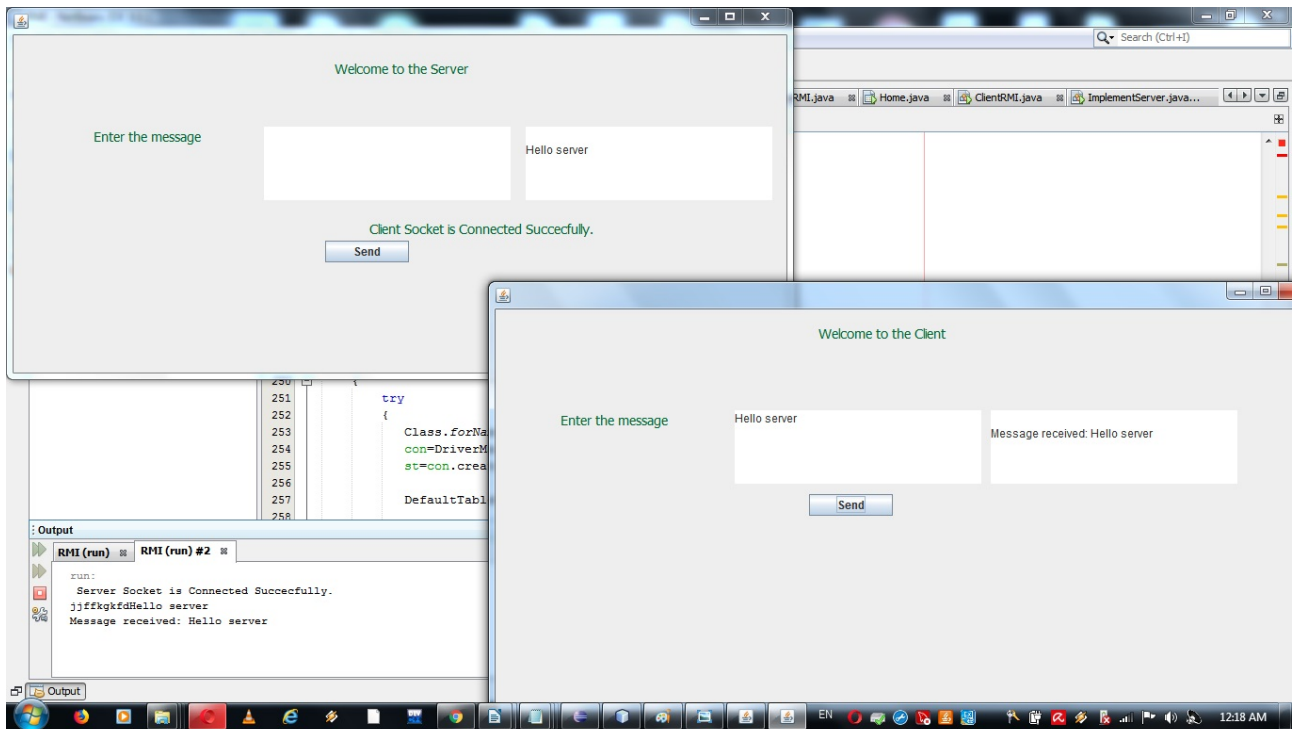 Search (Ctrl+I)
Welcome to the Server
RMI.java
Home.java
ClientRMI.java
ImplementServer.java...
Enter the message
Hello server
Client Socket is Connected Succecfully.
Send
Welcome to the Client
250 {
251 try
252 {
253 Class.forNa
254 con=DriverM
255 st=con.crea
256
257 DefaultTabl
258
Enter the message
Hello server
Message received: Hello server
Send
Output
RMI (run)
RMI (run) #2
run:
Server Socket is Connected Succecfully.
jjffkgkfdHello server
Message received: Hello server
Output
EN
12:18 AM